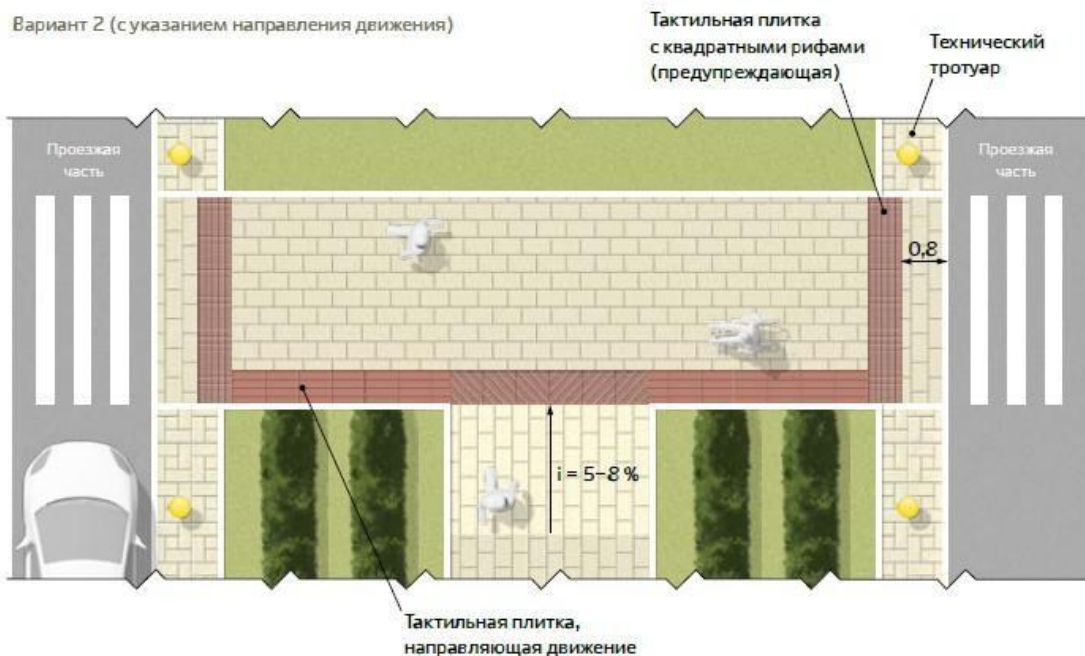 Вариант 2 (с указанием направления движения)
Тактильная плитка
с квадратными рифами
(предупреждающая)
Технический
тротуар
Проезжая
часть
Проезжая
часть
0,8
i = 5–8 %
Тактильная плитка,
направляющая движение